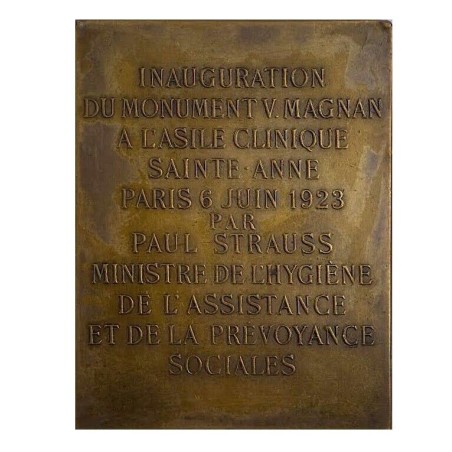 INAUGURATION
DU MONUMENT V. MAGNAN
A L'ASILE CLINIQUE
SAINTE·ANNE
PARIS 6 JUIN 1923
PAR
PAUL STRAUSS
MINISTRE DE L'HYGIÈNE
DE L'ASSISTANCE
ET DE LA PREVOYANCE
SOCIALES